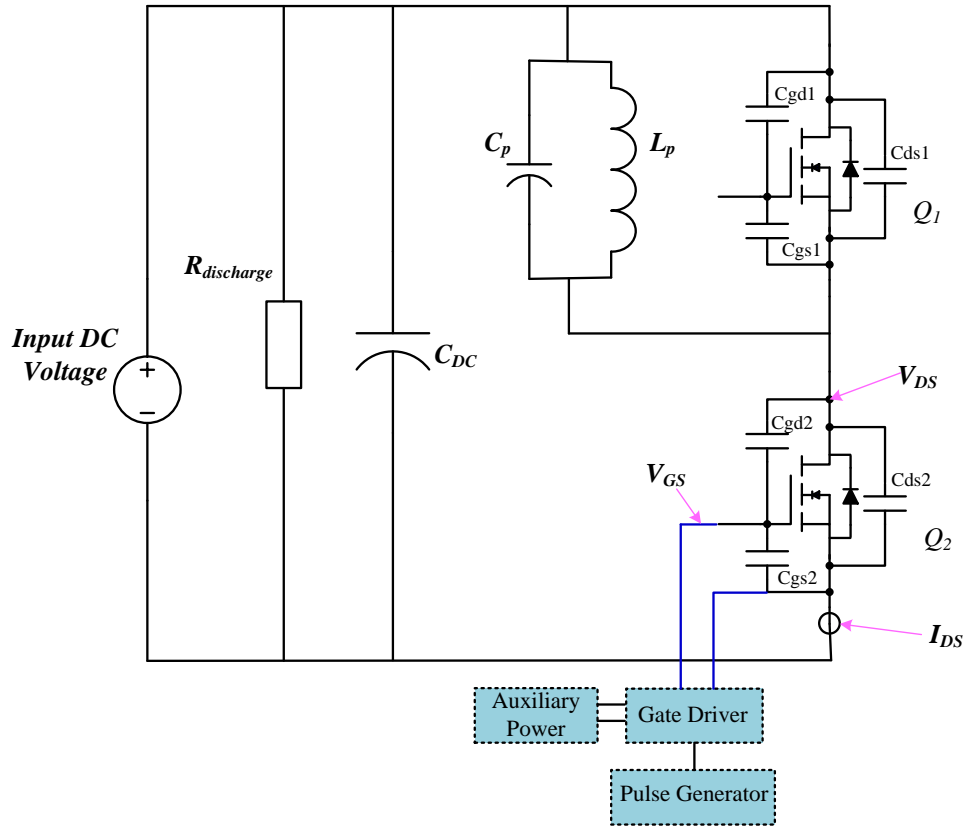 Cgd1
C_p
L_p
Cds1
Q_1
Cgs1
R_discharge
Input DC
Voltage
+
−
C_DC
V_DS
Cgd2
V_GS
Cds2
Q_2
Cgs2
I_DS
Auxiliary
Power
Gate Driver
Pulse Generator